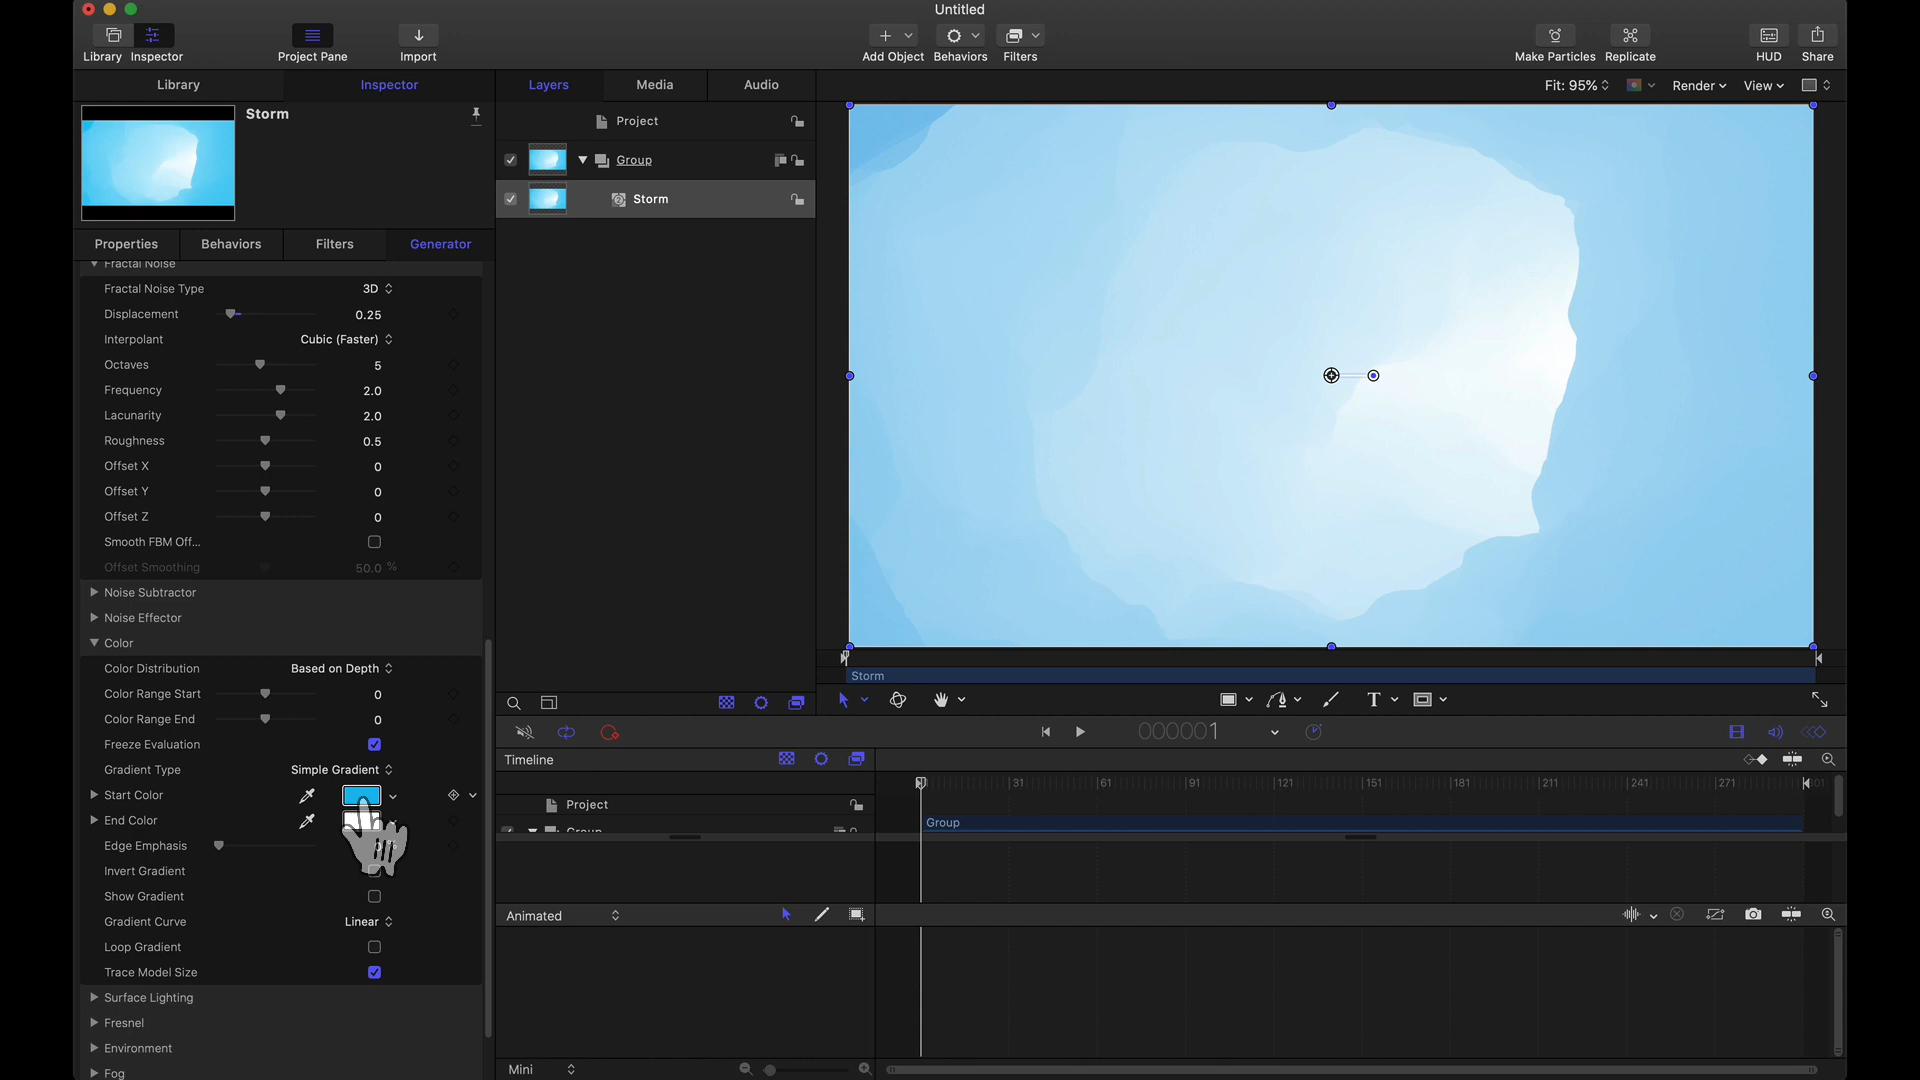 Untitled
Library Inspector Project Pane Import Add Object Behaviors Filters Make Particles Replicate HUD Share
Library Inspector Layers Media Audio Fit: 95% Render View
Storm
Project
Group
Storm
Properties Behaviors Filters Generator
Fractal Noise
Fractal Noise Type 3D
Displacement 0.25
Interpolant Cubic (Faster)
Octaves 5
Frequency 2.0
Lacunarity 2.0
Roughness 0.5
Offset X 0
Offset Y 0
Offset Z 0
Smooth FBM Off...
Offset Smoothing 50.0 %
Noise Subtractor
Noise Effector
Color
Color Distribution Based on Depth
Color Range Start 0
Color Range End 0
Freeze Evaluation
Gradient Type Simple Gradient
Start Color
End Color
Edge Emphasis %
Invert Gradient
Show Gradient
Gradient Curve Linear
Loop Gradient
Trace Model Size
Surface Lighting
Fresnel
Environment
Fog
Storm
T
000001
Timeline
31 61 91 121 151 181 211 241 271 301
Project
Group
Group
Animated
Mini